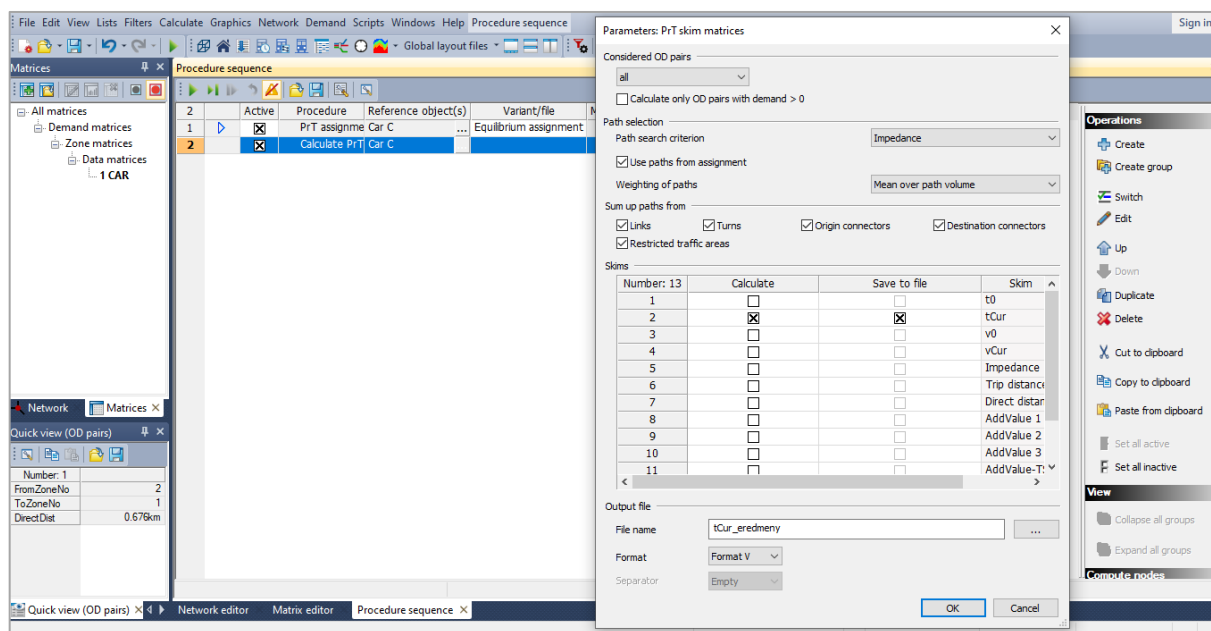 File Edit View Lists Filters Calculate Graphics Network Demand Scripts Windows Help Procedure sequence
Sign in
Global layout files
Matrices
All matrices
Demand matrices
Zone matrices
Data matrices
1 CAR
Network
Matrices
Quick view (OD pairs)
Number: 1
FromZoneNo 2
ToZoneNo 1
DirectDist 0.676km
Quick view (OD pairs)
Procedure sequence
2 Active Procedure Reference object(s) Variant/file M
1 PrT assignme Car C ... Equilibrium assignment
2 Calculate PrT Car C
Network editor
Matrix editor
Procedure sequence
Parameters: PrT skim matrices
Considered OD pairs
all
Calculate only OD pairs with demand > 0
Path selection
Path search criterion Impedance
Use paths from assignment
Weighting of paths Mean over path volume
Sum up paths from
Links Turns Origin connectors Destination connectors
Restricted traffic areas
Skims
Number: 13 Calculate Save to file Skim
1 t0
2 tCur
3 v0
4 vCur
5 Impedance
6 Trip distance
7 Direct distan
8 AddValue 1
9 AddValue 2
10 AddValue 3
11 AddValue-TS
Output file
File name tCur_eredmeny ...
Format Format V
Separator Empty
OK Cancel
Operations
Create
Create group
Switch
Edit
Up
Down
Duplicate
Delete
Cut to clipboard
Copy to clipboard
Paste from clipboard
Set all active
Set all inactive
View
Collapse all groups
Expand all groups
Compute nodes